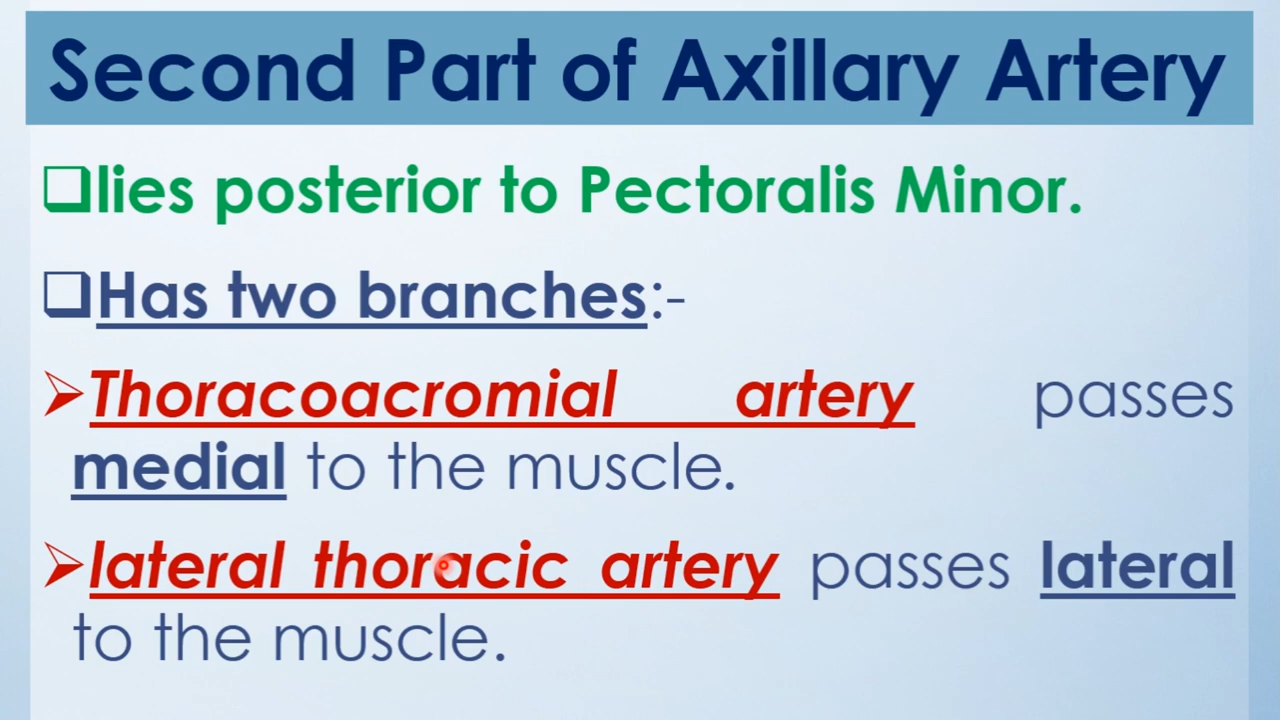 Second Part of Axillary Artery
❑lies posterior to Pectoralis Minor.
❑Has two branches:-
➢Thoracoacromial artery passes
medial to the muscle.
➢lateral thoracic artery passes lateral
to the muscle.